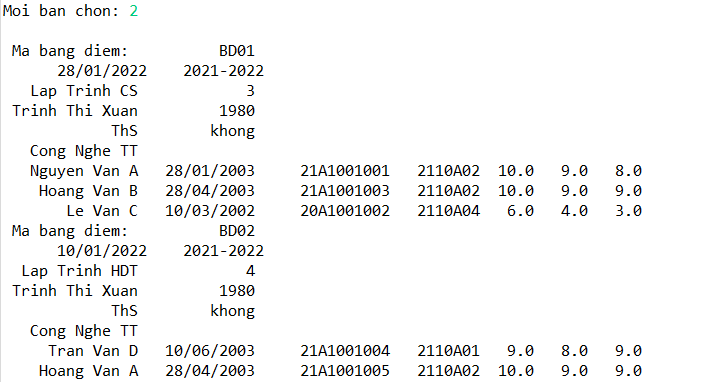 Moi ban chon: 2
Ma bang diem: BD01
28/01/2022 2021-2022
Lap Trinh CS 3
Trinh Thi Xuan 1980
ThS khong
Cong Nghe TT
Nguyen Van A 28/01/2003 21A1001001 2110A02 10.0 9.0 8.0
Hoang Van B 28/04/2003 21A1001003 2110A02 10.0 9.0 9.0
Le Van C 10/03/2002 20A1001002 2110A04 6.0 4.0 3.0
Ma bang diem: BD02
10/01/2022 2021-2022
Lap Trinh HDT 4
Trinh Thi Xuan 1980
ThS khong
Cong Nghe TT
Tran Van D 10/06/2003 21A1001004 2110A01 9.0 8.0 9.0
Hoang Van A 28/04/2003 21A1001005 2110A02 10.0 9.0 9.0